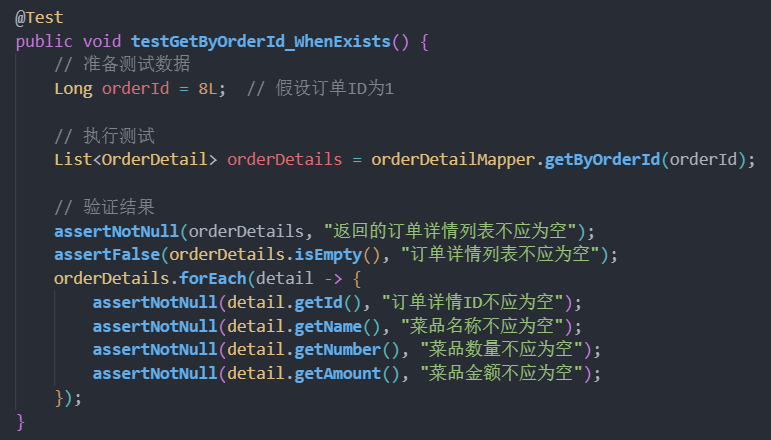 @Test
public void testGetByOrderId_WhenExists() {
    // 准备测试数据
    Long orderId = 8L;  // 假设订单ID为1

    // 执行测试
    List<OrderDetail> orderDetails = orderDetailMapper.getByOrderId(orderId);

    // 验证结果
    assertNotNull(orderDetails, "返回的订单详情列表不应为空");
    assertFalse(orderDetails.isEmpty(), "订单详情列表不应为空");
    orderDetails.forEach(detail -> {
        assertNotNull(detail.getId(), "订单详情ID不应为空");
        assertNotNull(detail.getName(), "菜品名称不应为空");
        assertNotNull(detail.getNumber(), "菜品数量不应为空");
        assertNotNull(detail.getAmount(), "菜品金额不应为空");
    });
}